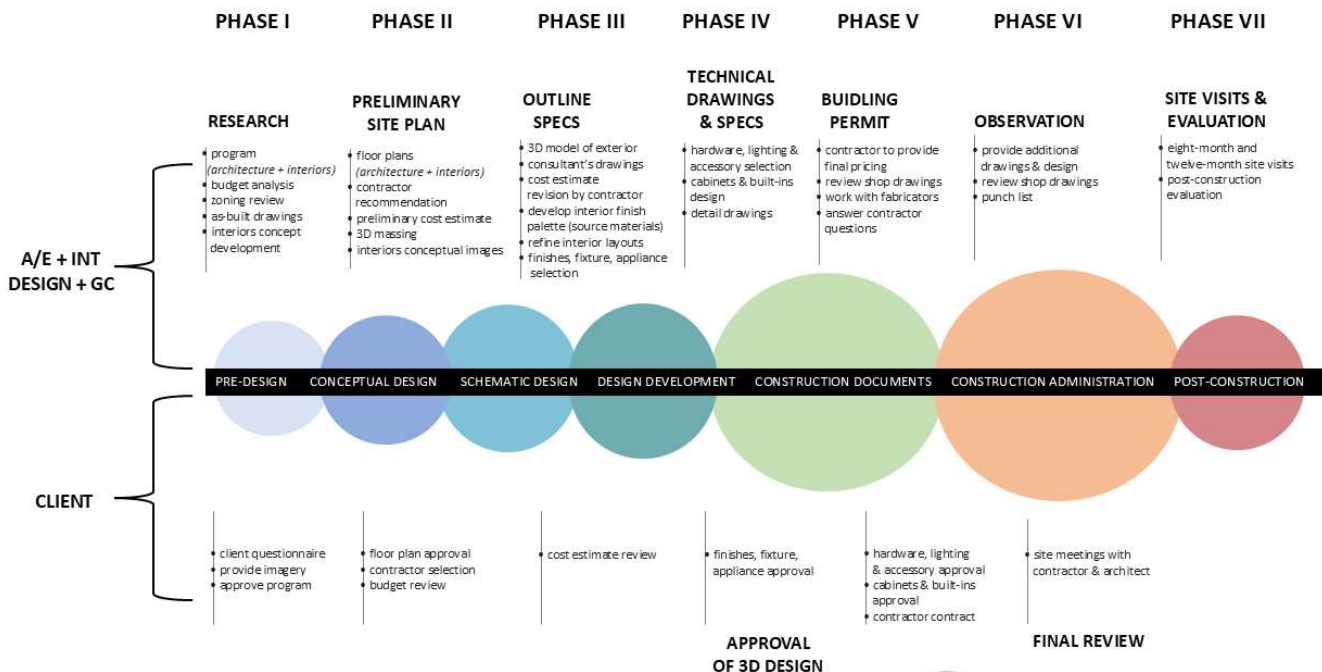 PHASE I
PHASE II
PHASE III
PHASE IV
PHASE V
PHASE VI
PHASE VII
RESEARCH
• program
(architecture + interiors)
• budget analysis
• zoning review
• as-built drawings
• interiors concept
development
PRELIMINARY
SITE PLAN
• floor plans
(architecture + interiors)
• contractor
recommendation
• preliminary cost estimate
• 3D massing
• interiors conceptual images
OUTLINE
SPECS
• 3D model of exterior
• consultant's drawings
• cost estimate
revision by contractor
• develop interior finish
palette (source materials)
• refine interior layouts
• finishes, fixture, appliance
selection
TECHNICAL
DRAWINGS
& SPECS
• hardware, lighting &
accessory selection
• cabinets & built-ins
design
• detail drawings
BUIDLING
PERMIT
• contractor to provide
final pricing
• review shop drawings
• work with fabricators
• answer contractor
questions
OBSERVATION
• provide additional
drawings & design
• review shop drawings
• punch list
SITE VISITS &
EVALUATION
• eight-month and
twelve-month site visits
• post-construction
evaluation
A/E + INT
DESIGN + GC
PRE-DESIGN
CONCEPTUAL DESIGN
SCHEMATIC DESIGN
DESIGN DEVELOPMENT
CONSTRUCTION DOCUMENTS
CONSTRUCTION ADMINISTRATION
POST-CONSTRUCTION
CLIENT
• client questionnaire
• provide imagery
• approve program
• floor plan approval
• contractor selection
• budget review
• cost estimate review
• finishes, fixture,
appliance approval
• hardware, lighting
& accessory approval
• cabinets & built-ins
approval
• contractor contract
• site meetings with
contractor & architect
APPROVAL
OF 3D DESIGN
FINAL REVIEW